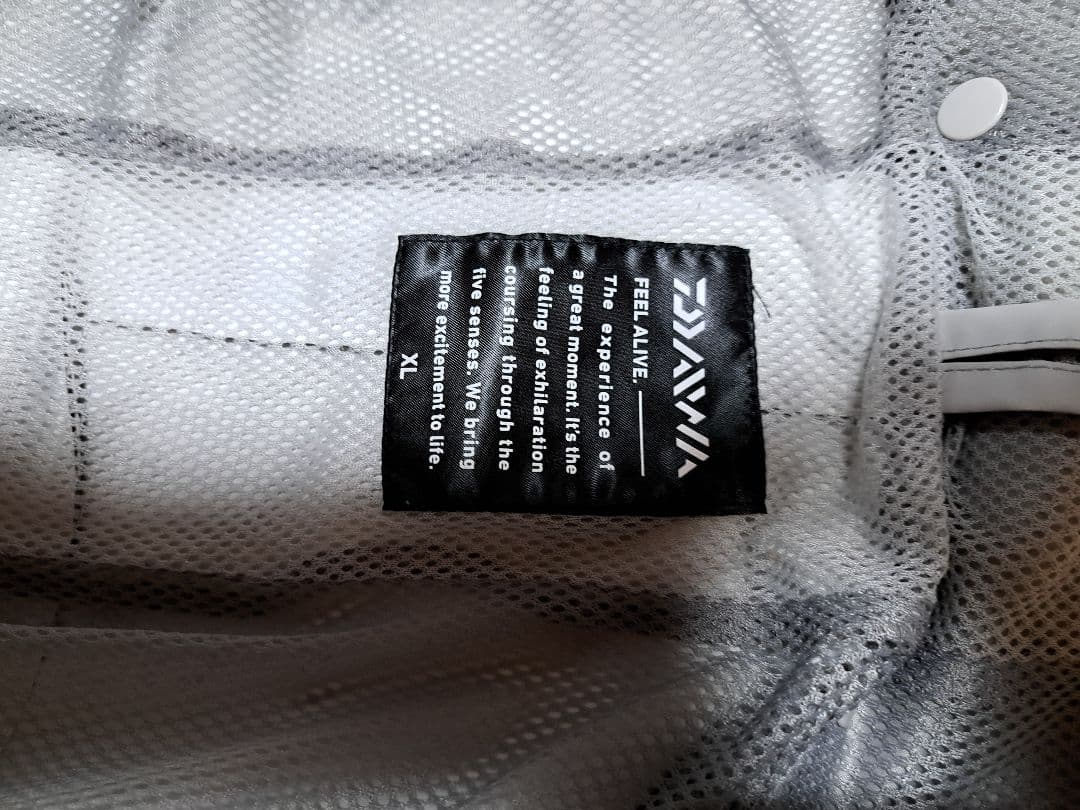 DAIWA
FEEL ALIVE.
The experience of
a great moment. It's the
feeling of exhilaration
coursing through the
five senses. We bring
more excitement to life.
XL